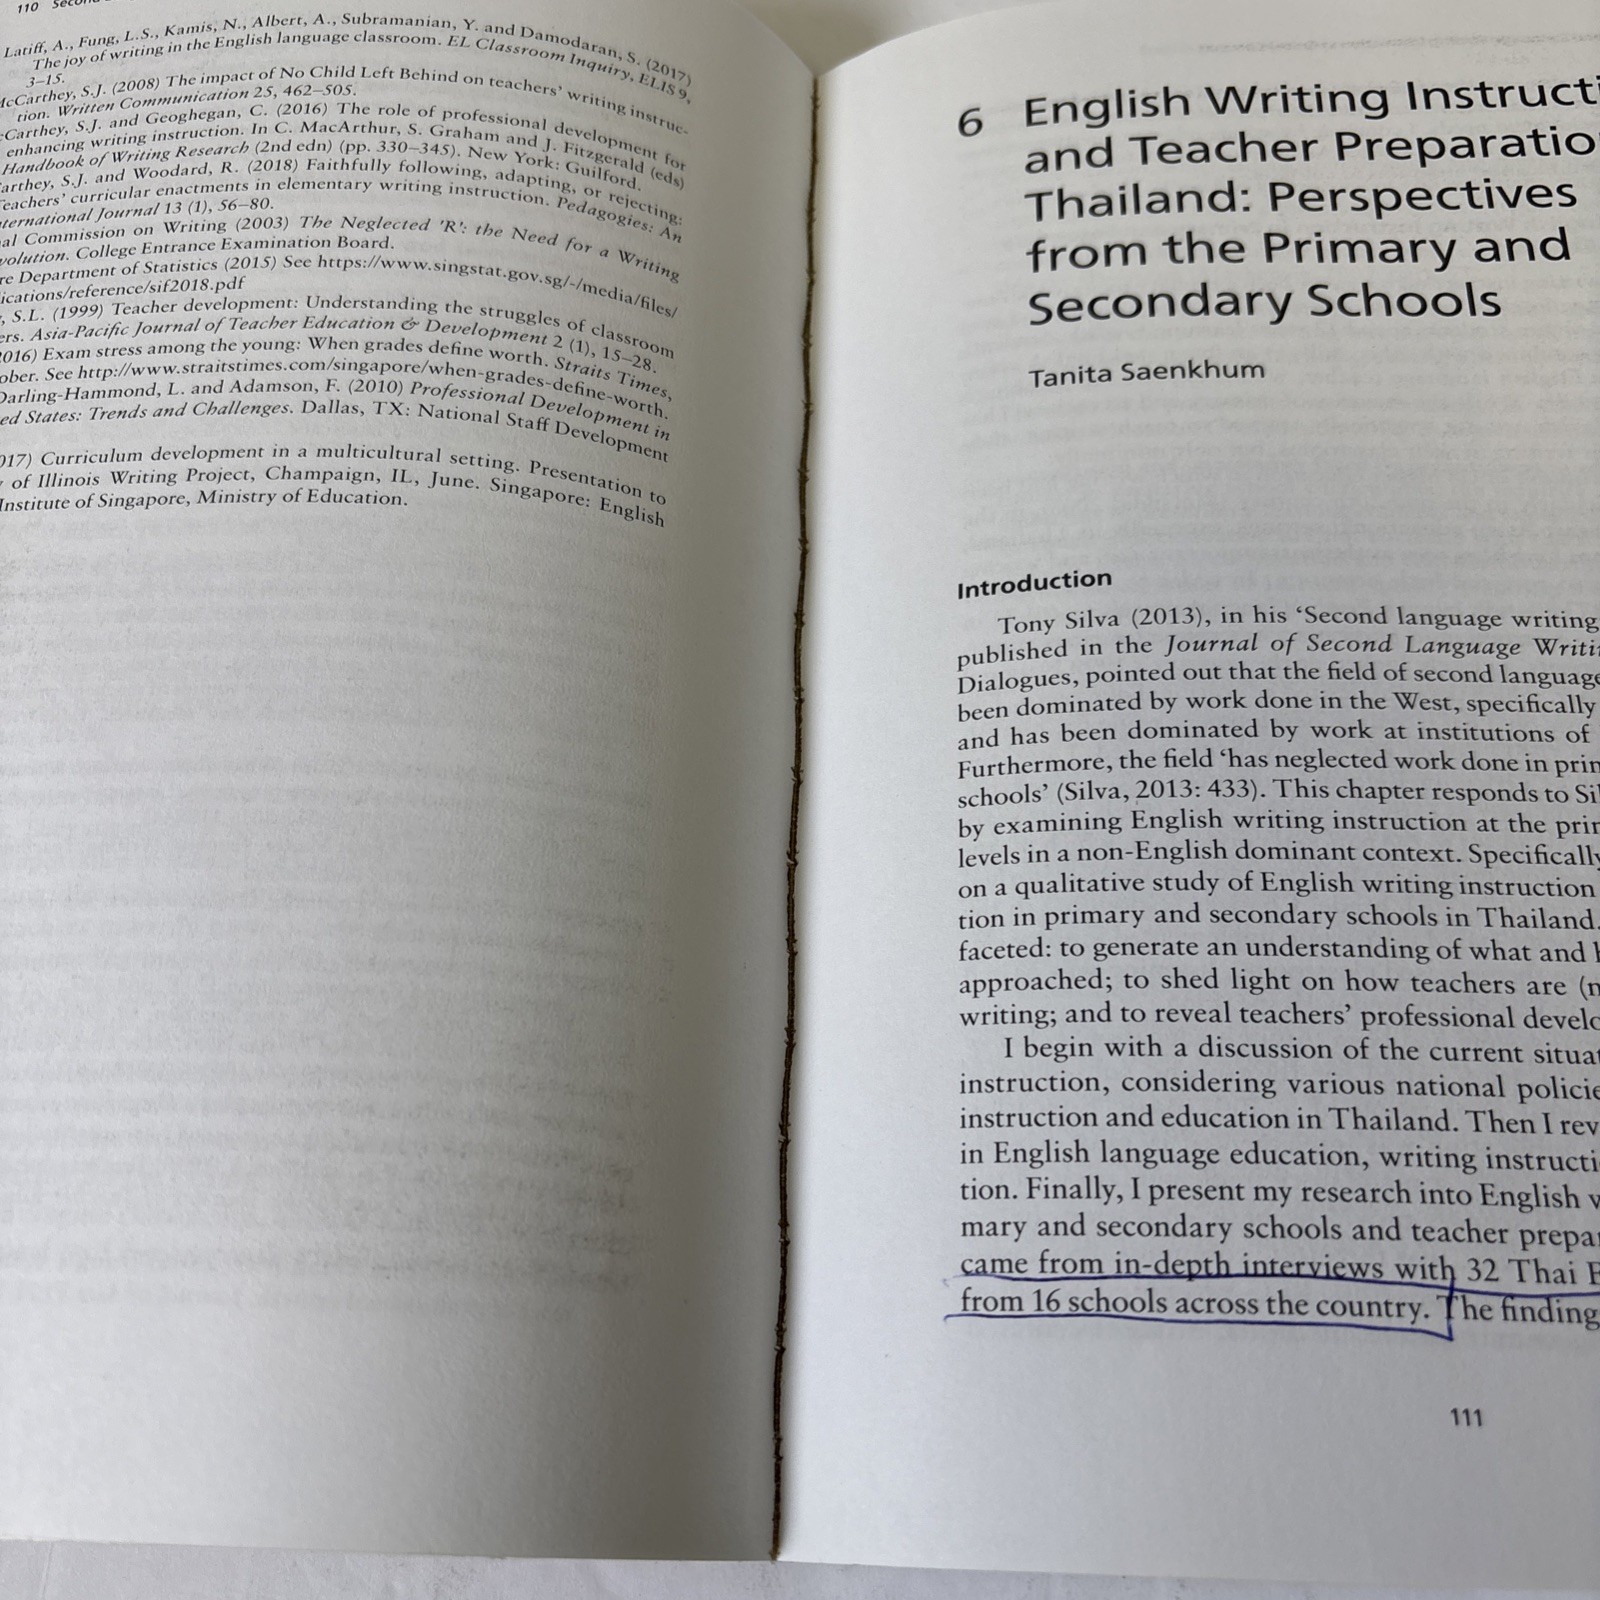 110
Latiff, A., Fung, L.S., Kamis, N., Albert, A., Subramanian, Y. and Damodaran, S. (2017)
The joy of writing in the English language classroom. EL Classroom Inquiry, ELIS 9,
3–15.
McCarthey, S.J. (2008) The impact of No Child Left Behind on teachers' writing instruc-
tion. Written Communication 25, 462–505.
Carthey, S.J. and Geoghegan, C. (2016) The role of professional development for
enhancing writing instruction. In C. MacArthur, S. Graham and J. Fitzgerald (eds)
Handbook of Writing Research (2nd edn) (pp. 330–345). New York: Guilford.
arthey, S.J. and Woodard, R. (2018) Faithfully following, adapting, or rejecting:
Teachers' curricular enactments in elementary writing instruction. Pedagogies: An
nternational Journal 13 (1), 56–80.
al Commission on Writing (2003) The Neglected 'R': the Need for a Writing
volution. College Entrance Examination Board.
re Department of Statistics (2015) See https://www.singstat.gov.sg/-/media/files/
lications/reference/sif2018.pdf
, S.L. (1999) Teacher development: Understanding the struggles of classroom
ers. Asia-Pacific Journal of Teacher Education & Development 2 (1), 15–28.
016) Exam stress among the young: When grades define worth. Straits Times,
ober. See http://www.straitstimes.com/singapore/when-grades-define-worth.
Darling-Hammond, L. and Adamson, F. (2010) Professional Development in
ed States: Trends and Challenges. Dallas, TX: National Staff Development
017) Curriculum development in a multicultural setting. Presentation to
of Illinois Writing Project, Champaign, IL, June. Singapore: English
Institute of Singapore, Ministry of Education.
6 English Writing Instructi
and Teacher Preparatio
Thailand: Perspectives
from the Primary and
Secondary Schools
Tanita Saenkhum
Introduction
Tony Silva (2013), in his 'Second language writing
published in the Journal of Second Language Writi
Dialogues, pointed out that the field of second language
been dominated by work done in the West, specifically
and has been dominated by work at institutions of
Furthermore, the field 'has neglected work done in prin
schools' (Silva, 2013: 433). This chapter responds to Sil
by examining English writing instruction at the prin
levels in a non-English dominant context. Specifically
on a qualitative study of English writing instruction
tion in primary and secondary schools in Thailand.
faceted: to generate an understanding of what and h
approached; to shed light on how teachers are (n
writing; and to reveal teachers' professional develo
I begin with a discussion of the current situat
instruction, considering various national policie
instruction and education in Thailand. Then I rev
in English language education, writing instructi
tion. Finally, I present my research into English w
mary and secondary schools and teacher prepar
came from in-depth interviews with 32 Thai E
from 16 schools across the country. The finding
111